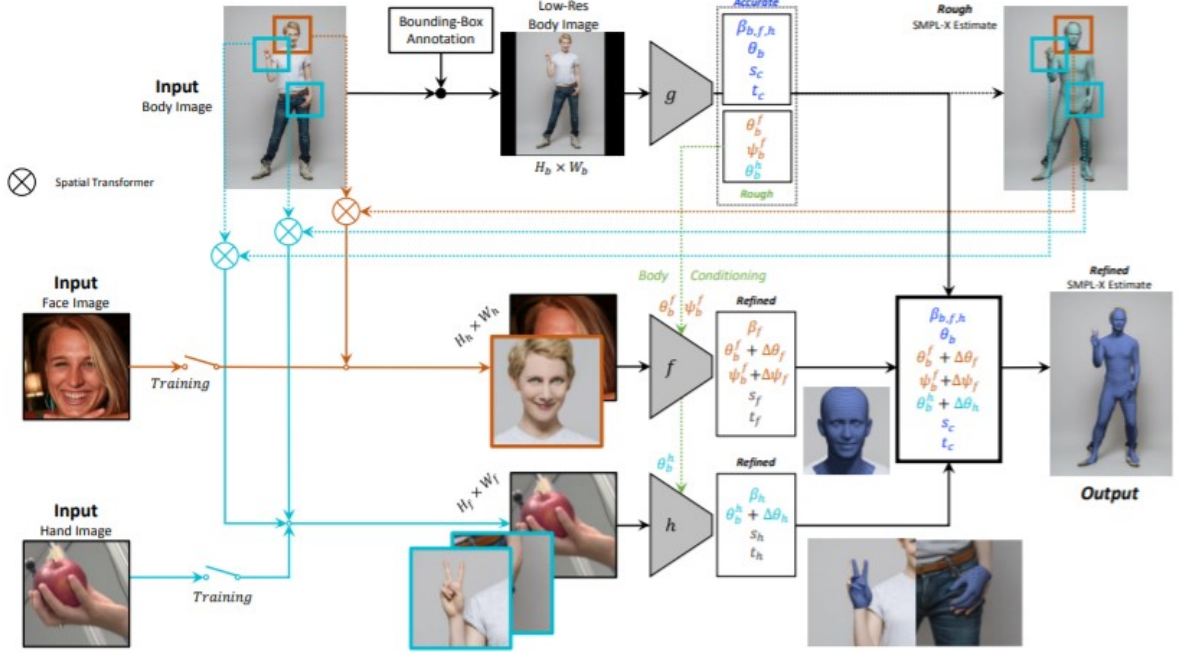 Input
Body Image
Bounding-Box
Annotation
Low-Res
Body Image
H_b × W_b
g
Accurate
β_{b,f,h}
θ_b
s_c
t_c
θ_b^f
ψ_b^f
θ_b^h
Rough
Rough
SMPL-X Estimate
Spatial Transformer
Input
Face Image
Training
H_h × W_h
Body Conditioning
θ_b^f ψ_b^f
f
Refined
β_f
θ_b^f + Δθ_f
ψ_b^f + Δψ_f
s_f
t_f
β_{b,f,h}
θ_b
θ_b^f + Δθ_f
ψ_b^f + Δψ_f
θ_b^h + Δθ_h
s_c
t_c
Refined
SMPL-X Estimate
Output
Input
Hand Image
Training
H_f × W_f
θ_b^h
h
Refined
β_h
θ_b^h + Δθ_h
s_h
t_h